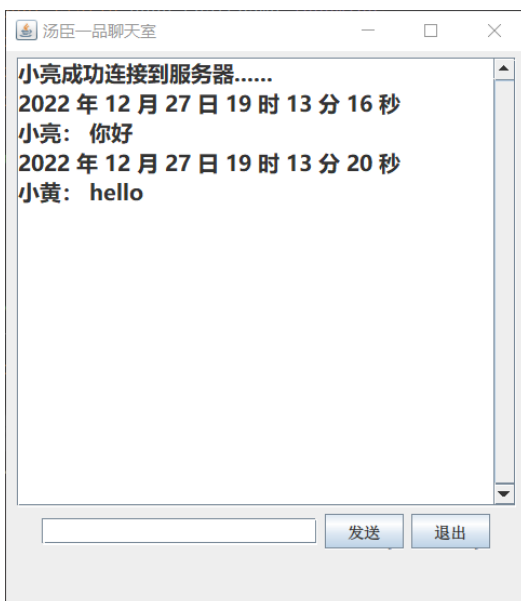 汤臣一品聊天室
小亮成功连接到服务器......
2022 年 12 月 27 日 19 时 13 分 16 秒
小亮： 你好
2022 年 12 月 27 日 19 时 13 分 20 秒
小黄： hello
发送
退出